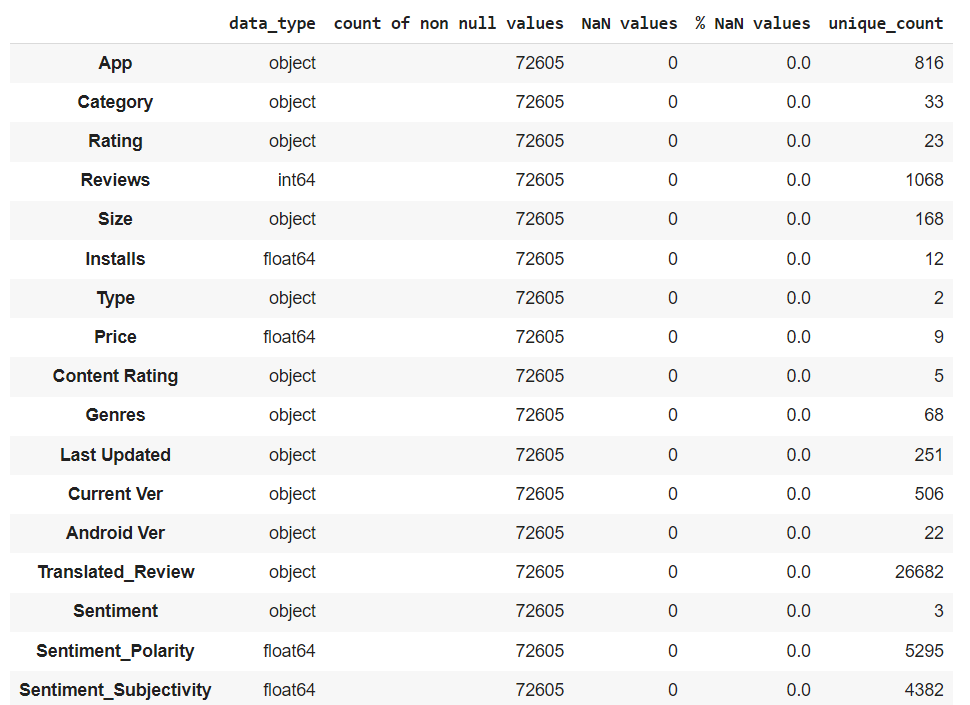 data_type count of non null values NaN values % NaN values unique_count
App object 72605 0 0.0 816
Category object 72605 0 0.0 33
Rating object 72605 0 0.0 23
Reviews int64 72605 0 0.0 1068
Size object 72605 0 0.0 168
Installs float64 72605 0 0.0 12
Type object 72605 0 0.0 2
Price float64 72605 0 0.0 9
Content Rating object 72605 0 0.0 5
Genres object 72605 0 0.0 68
Last Updated object 72605 0 0.0 251
Current Ver object 72605 0 0.0 506
Android Ver object 72605 0 0.0 22
Translated_Review object 72605 0 0.0 26682
Sentiment object 72605 0 0.0 3
Sentiment_Polarity float64 72605 0 0.0 5295
Sentiment_Subjectivity float64 72605 0 0.0 4382